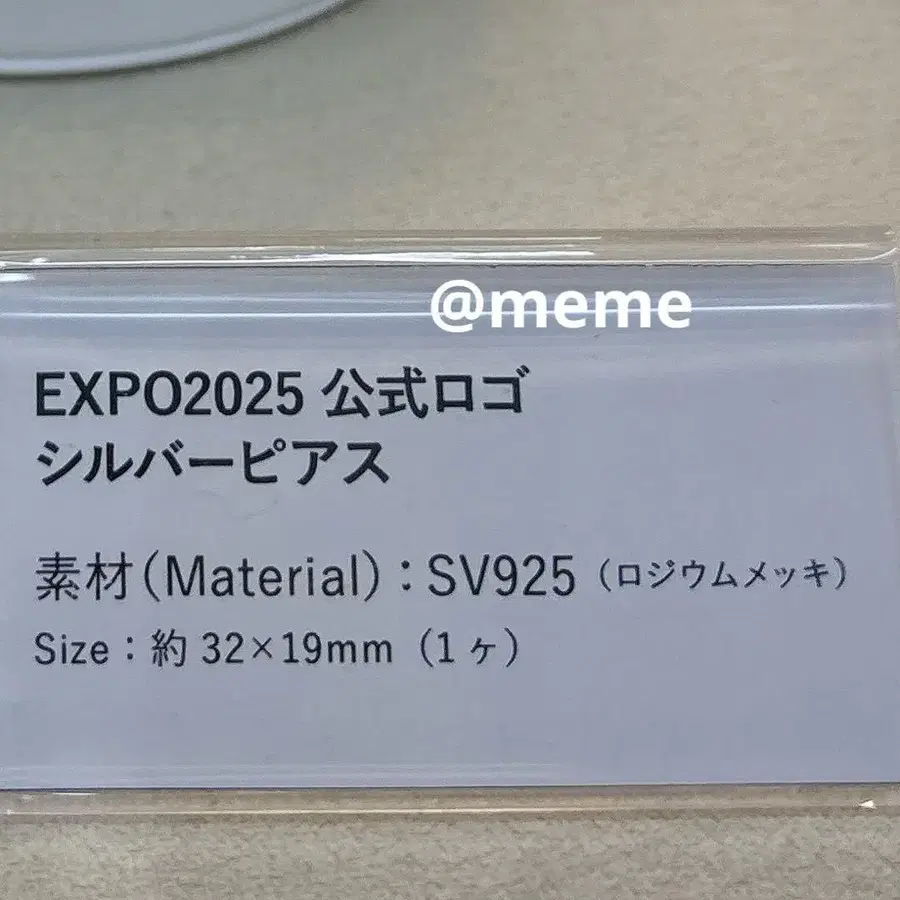 @meme
EXPO2025 公式ロゴ
シルバーピアス
素材(Material)：SV925（ロジウムメッキ）
Size：約 32×19mm（1ヶ）